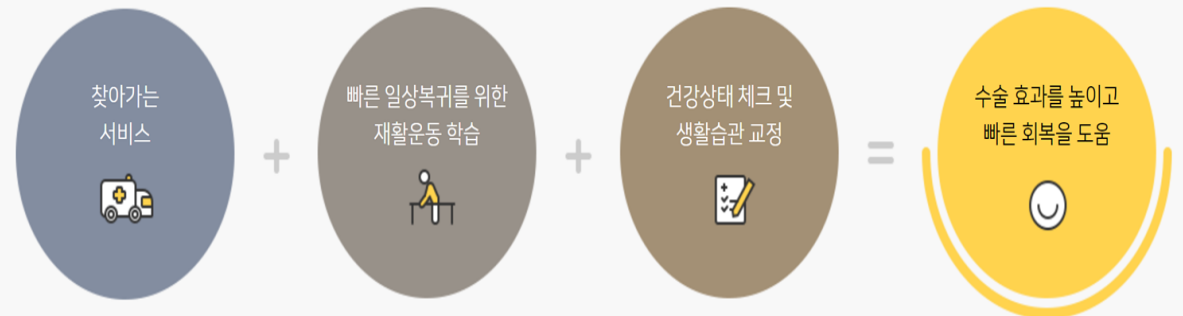 찾아가는
서비스
+
빠른 일상복귀를 위한
재활운동 학습
+
건강상태 체크 및
생활습관 교정
=
수술 효과를 높이고
빠른 회복을 도움